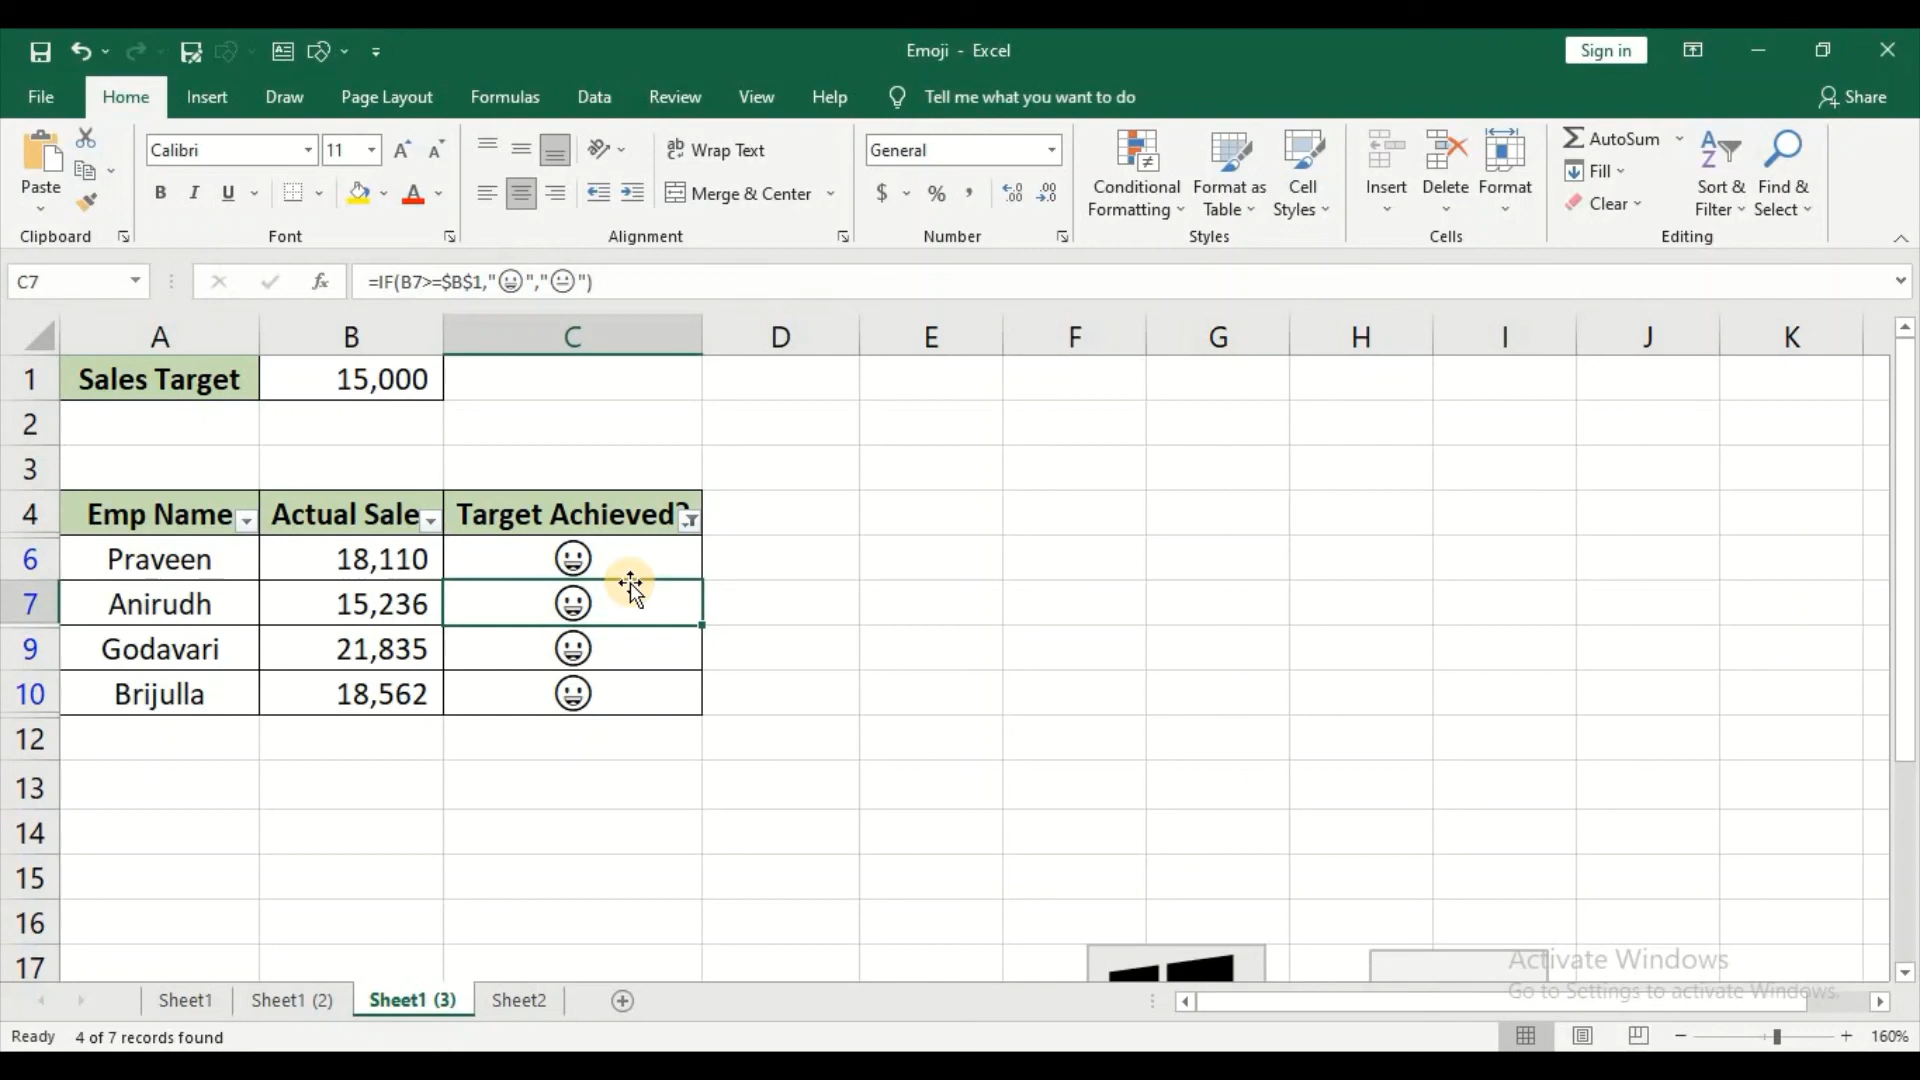 Emoji - Excel
Sign in
File Home Insert Draw Page Layout Formulas Data Review View Help Tell me what you want to do Share
Paste
Calibri 11
Wrap Text
Merge & Center
General
Conditional Formatting
Format as Table
Cell Styles
Insert Delete Format
AutoSum
Fill
Clear
Sort & Filter
Find & Select
Clipboard Font Alignment Number Styles Cells Editing
C7 fx =IF(B7>=$B$1,"😀","😐")
A B C D E F G H I J K
1 Sales Target 15,000
2
3
4 Emp Name Actual Sale Target Achieved?
6 Praveen 18,110 😀
7 Anirudh 15,236 😀
9 Godavari 21,835 😀
10 Brijulla 18,562 😀
12
13
14
15
16
17
Activate Windows
Go to Settings to activate Windows.
Sheet1 Sheet1 (2) Sheet1 (3) Sheet2
Ready 4 of 7 records found 160%